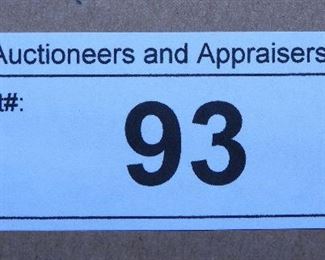 Auctioneers and Appraisers
t#:
93